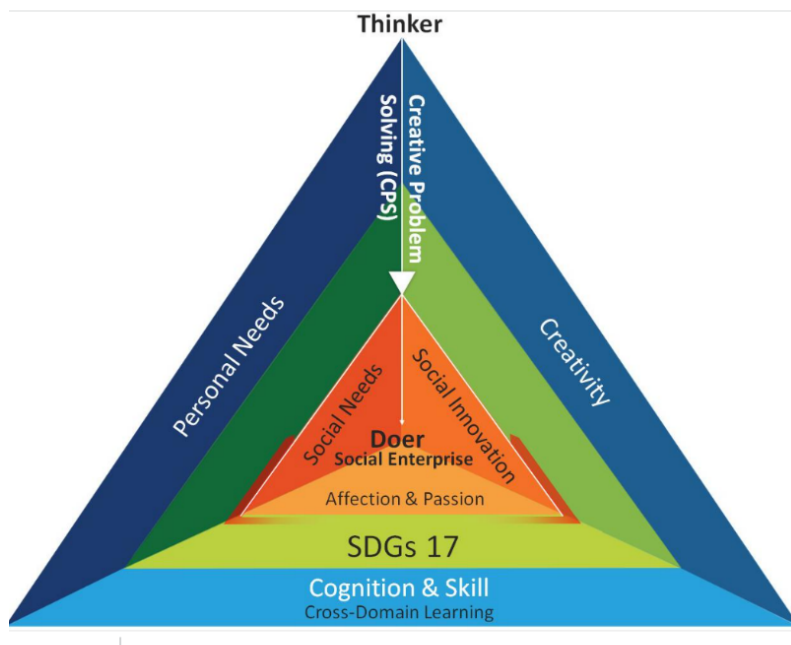 Thinker
Creative Problem
Solving (CPS)
Personal Needs
Creativity
Social Needs
Social Innovation
Doer
Social Enterprise
Affection & Passion
SDGs 17
Cognition & Skill
Cross-Domain Learning